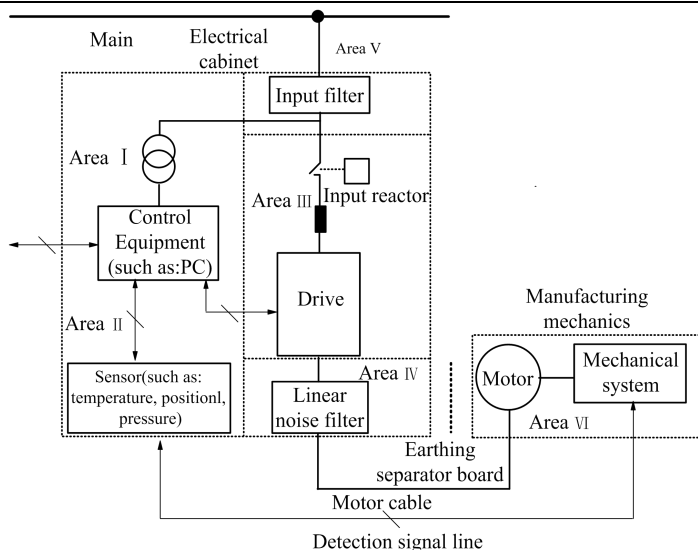 Main
Electrical
cabinet
Area V
Input filter
Area Ⅰ
Area Ⅲ
Input reactor
Control
Equipment
(such as:PC)
Drive
Area Ⅱ
Manufacturing
mechanics
Sensor(such as:
temperature, positionl,
pressure)
Area Ⅳ
Linear
noise filter
Motor
Mechanical
system
Area Ⅵ
Earthing
separator board
Motor cable
Detection signal line